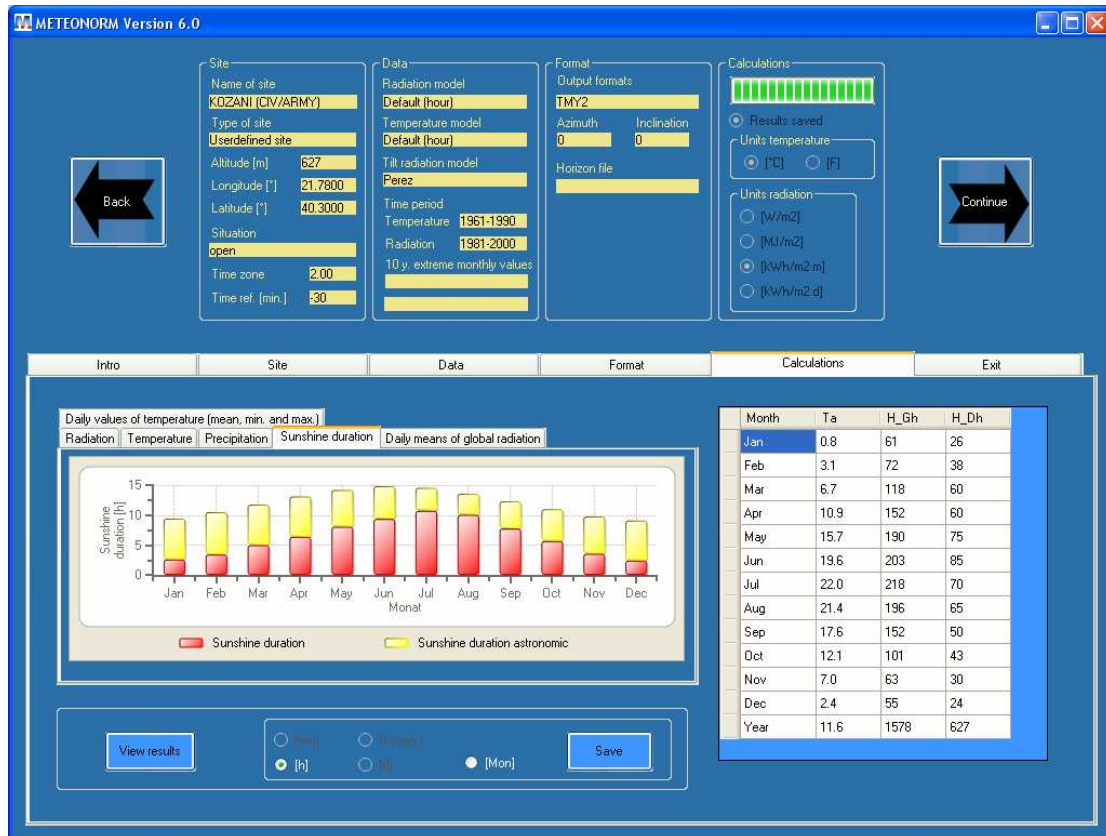 METEONORM Version 6.0
Site
Name of site
KOZANI (CIV/ARMY)
Type of site
Userdefined site
Altitude [m] 627
Longitude [°] 21.7800
Latitude [°] 40.3000
Situation
open
Time zone 2.00
Time ref. [min.] -30
Data
Radiation model
Default (hour)
Temperature model
Default (hour)
Tilt radiation model
Perez
Time period
Temperature 1961-1990
Radiation 1981-2000
10 y. extreme monthly values
Format
Output formats
TMY2
Azimuth Inclination
0 0
Horizon file
Calculations
Results saved
Units temperature
[°C] [F]
Units radiation
[W/m2]
[MJ/m2]
[kWh/m2 m]
[kWh/m2 d]
Back
Continue
Intro Site Data Format Calculations Exit
Daily values of temperature (mean, min. and max.)
Radiation Temperature Precipitation Sunshine duration Daily means of global radiation
Sunshine
duration [h]
15
10
5
0
Jan Feb Mar Apr May Jun Jul Aug Sep Oct Nov Dec
Monat
Sunshine duration Sunshine duration astronomic
Month Ta H_Gh H_Dh
Jan 0.8 61 26
Feb 3.1 72 38
Mar 6.7 118 60
Apr 10.9 152 60
May 15.7 190 75
Jun 19.6 203 85
Jul 22.0 218 70
Aug 21.4 196 65
Sep 17.6 152 50
Oct 12.1 101 43
Nov 7.0 63 30
Dec 2.4 55 24
Year 11.6 1578 627
View results
[h] [Mon]
Save